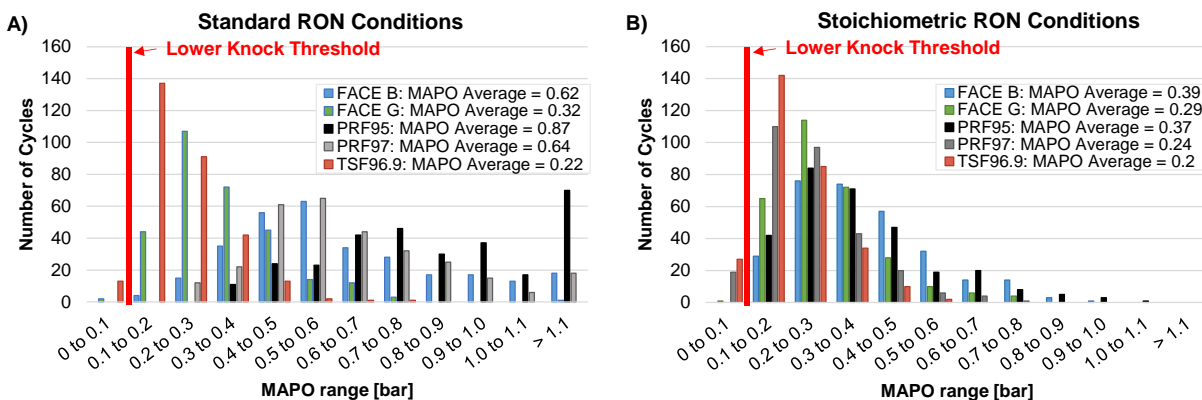 A)
Standard RON Conditions
Lower Knock Threshold
Number of Cycles
160
140
120
100
80
60
40
20
0
FACE B: MAPO Average = 0.62
FACE G: MAPO Average = 0.32
PRF95: MAPO Average = 0.87
PRF97: MAPO Average = 0.64
TSF96.9: MAPO Average = 0.22
0 to 0.1
0.1 to 0.2
0.2 to 0.3
0.3 to 0.4
0.4 to 0.5
0.5 to 0.6
0.6 to 0.7
0.7 to 0.8
0.8 to 0.9
0.9 to 1.0
1.0 to 1.1
> 1.1
MAPO range [bar]
B)
Stoichiometric RON Conditions
Lower Knock Threshold
Number of Cycles
160
140
120
100
80
60
40
20
0
FACE B: MAPO Average = 0.39
FACE G: MAPO Average = 0.29
PRF95: MAPO Average = 0.37
PRF97: MAPO Average = 0.24
TSF96.9: MAPO Average = 0.2
0 to 0.1
0.1 to 0.2
0.2 to 0.3
0.3 to 0.4
0.4 to 0.5
0.5 to 0.6
0.6 to 0.7
0.7 to 0.8
0.8 to 0.9
0.9 to 1.0
1.0 to 1.1
> 1.1
MAPO range [bar]